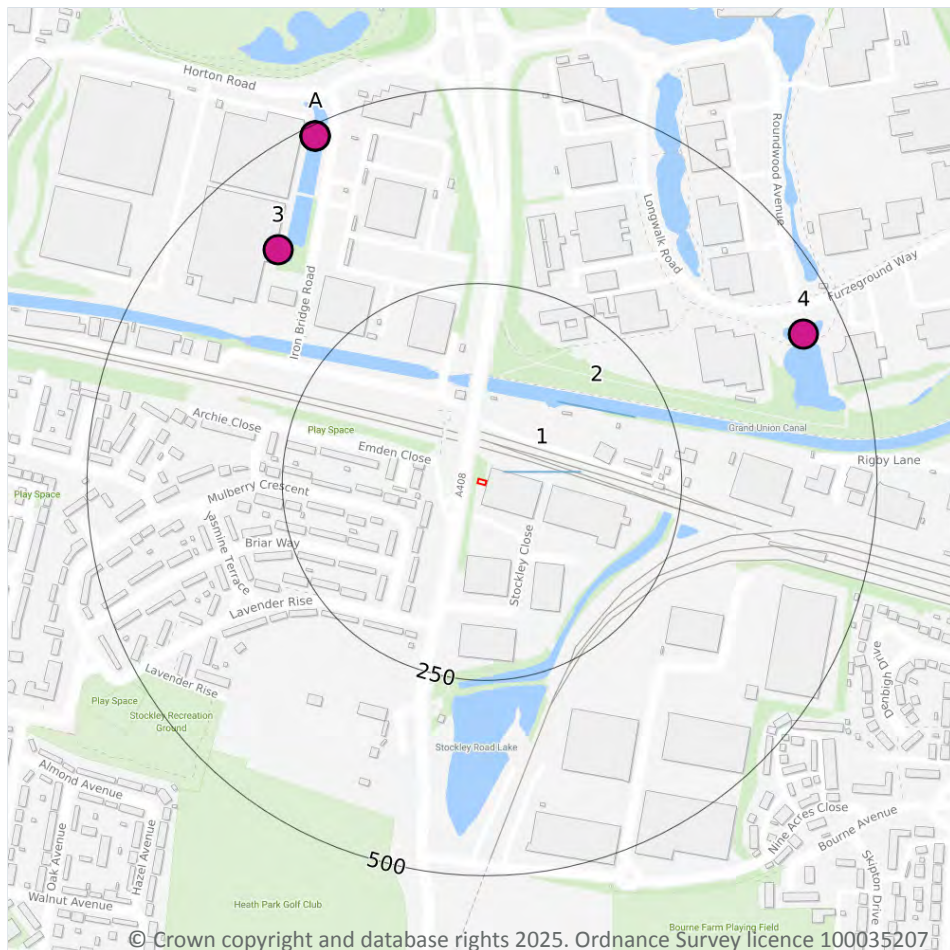 Horton Road
A
Roundwood Avenue
Longwalk Road
3
Furzeground Way
4
Iron Bridge Road
2
Archie Close
Play Space
Grand Union Canal
1
Emden Close
Rigby Lane
A408
Play Space
Mulberry Crescent
Jasmine Terrace
Briar Way
Stockley Close
Lavender Rise
Lavender Rise
250
Denbigh Drive
Play Space
Stockley Recreation
Ground
Stockley Road Lake
Almond Avenue
Nine Acres Close
Bourne Avenue
Oak Avenue
Hazel Avenue
500
Skipton Drive
Walnut Avenue
Heath Park Golf Club
Bourne Farm Playing Field
© Crown copyright and database rights 2025. Ordnance Survey licence 100035207.